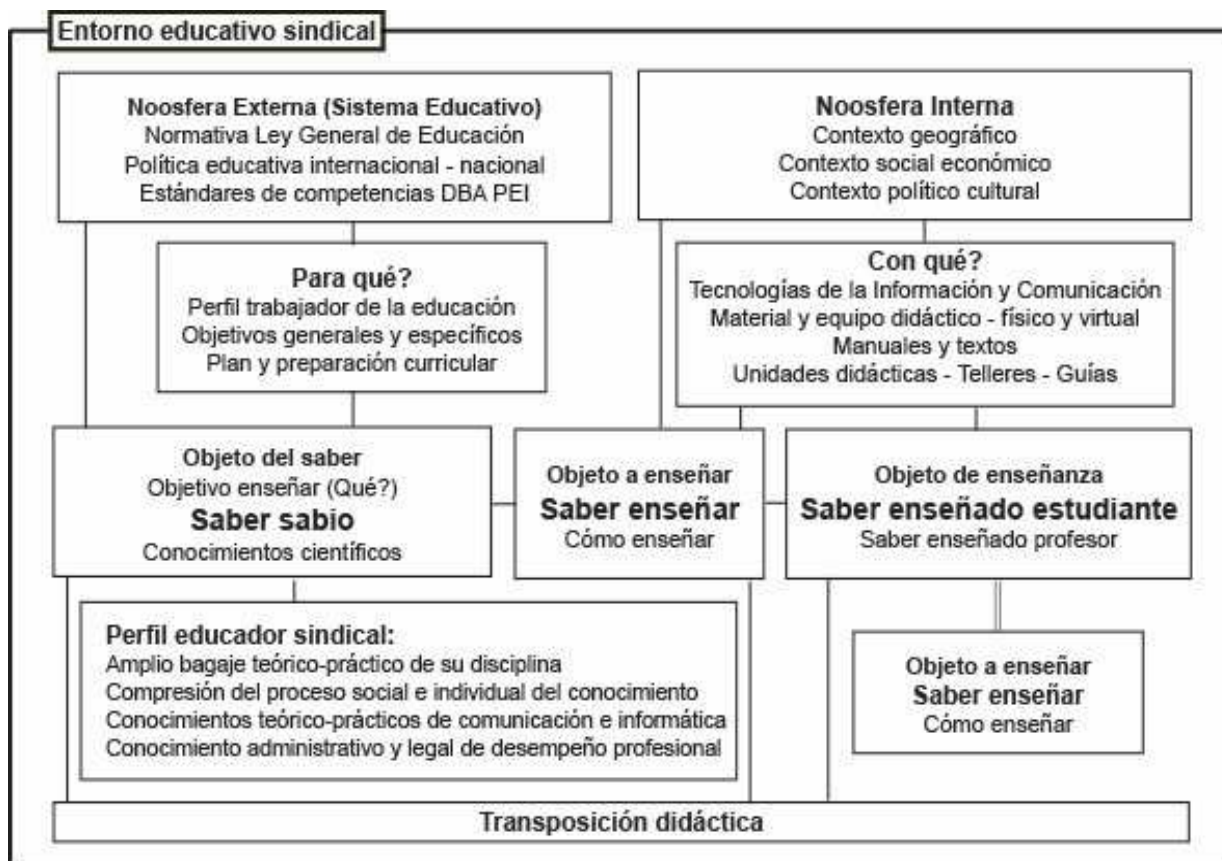 Entorno educativo sindical
Noosfera Externa (Sistema Educativo)
Normativa Ley General de Educación
Política educativa internacional - nacional
Estándares de competencias DBA PEI
Noosfera Interna
Contexto geográfico
Contexto social económico
Contexto político cultural
Para qué?
Perfil trabajador de la educación
Objetivos generales y específicos
Plan y preparación curricular
Con qué?
Tecnologías de la Información y Comunicación
Material y equipo didáctico - físico y virtual
Manuales y textos
Unidades didácticas - Telleres - Guías
Objeto del saber
Objetivo enseñar (Qué?)
Saber sabio
Conocimientos científicos
Objeto a enseñar
Saber enseñar
Cómo enseñar
Objeto de enseñanza
Saber enseñado estudiante
Saber enseñado profesor
Perfil educador sindical:
Amplio bagaje teórico-práctico de su disciplina
Compresión del proceso social e individual del conocimiento
Conocimientos teórico-prácticos de comunicación e informática
Conocimiento administrativo y legal de desempeño profesional
Objeto a enseñar
Saber enseñar
Cómo enseñar
Transposición didáctica